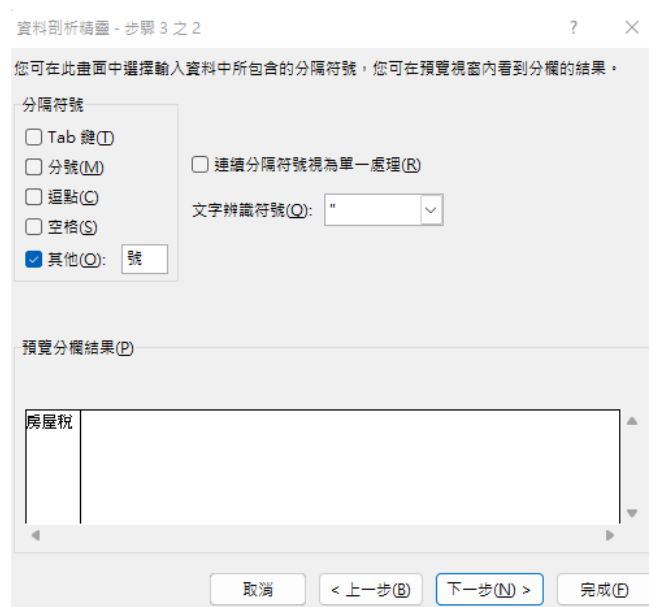 資料剖析精靈 - 步驟 3 之 2
您可在此畫面中選擇輸入資料中所包含的分隔符號，您可在預覽視窗內看到分欄的結果。
分隔符號
Tab 鍵(T)
分號(M)
連續分隔符號視為單一處理(R)
逗點(C)
文字辨識符號(Q): "
空格(S)
其他(O): 號
預覽分欄結果(P)
房屋稅
取消
< 上一步(B)
下一步(N) >
完成(F)